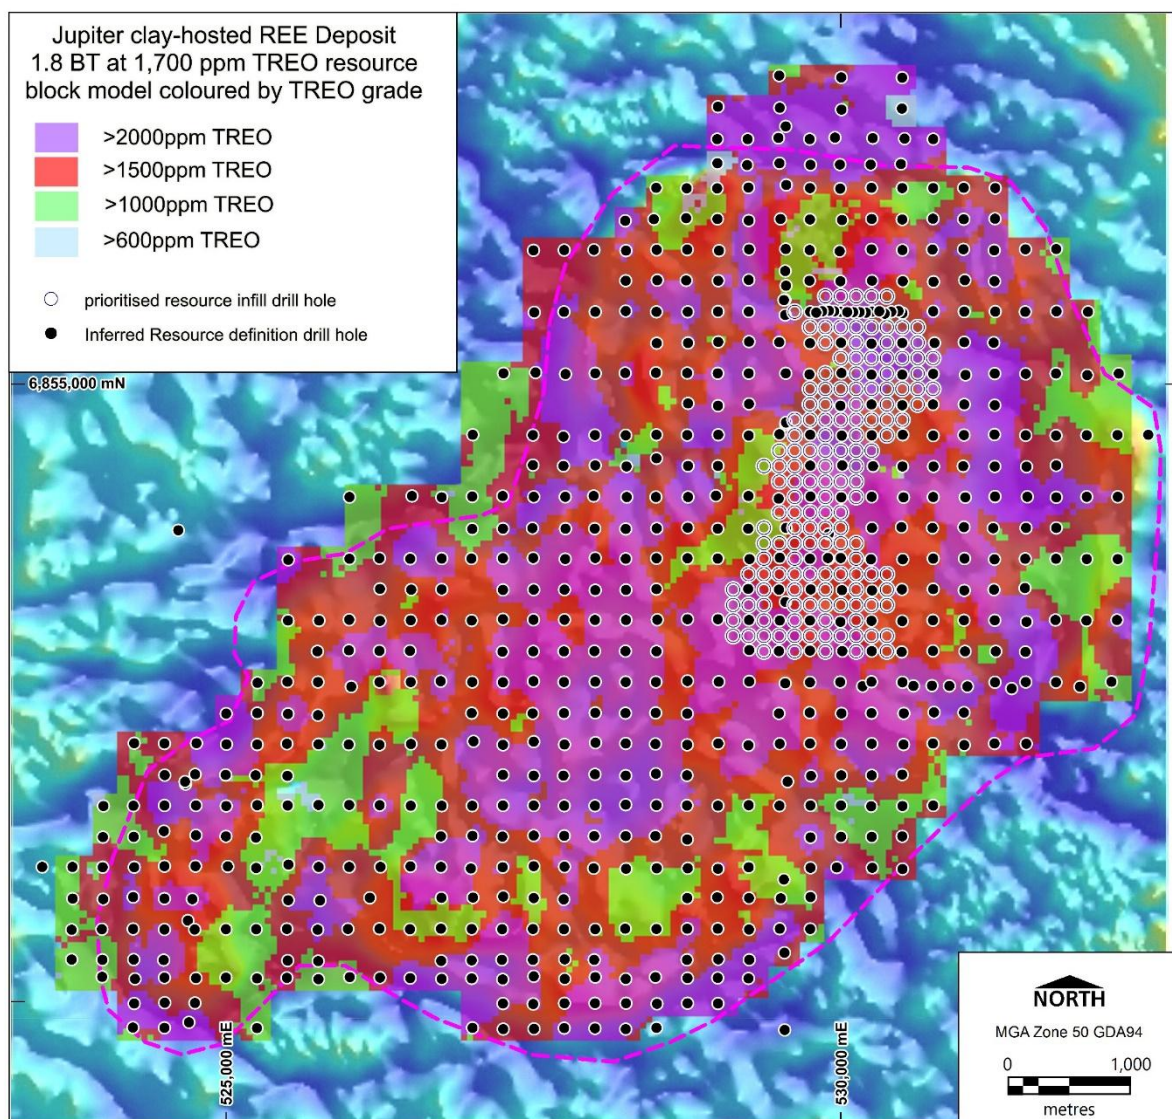 Jupiter clay-hosted REE Deposit
1.8 BT at 1,700 ppm TREO resource
block model coloured by TREO grade
>2000ppm TREO
>1500ppm TREO
>1000ppm TREO
>600ppm TREO
prioritised resource infill drill hole
Inferred Resource definition drill hole
6,855,000 mN
525,000 mE
530,000 mE
NORTH
MGA Zone 50 GDA94
0 1,000
metres